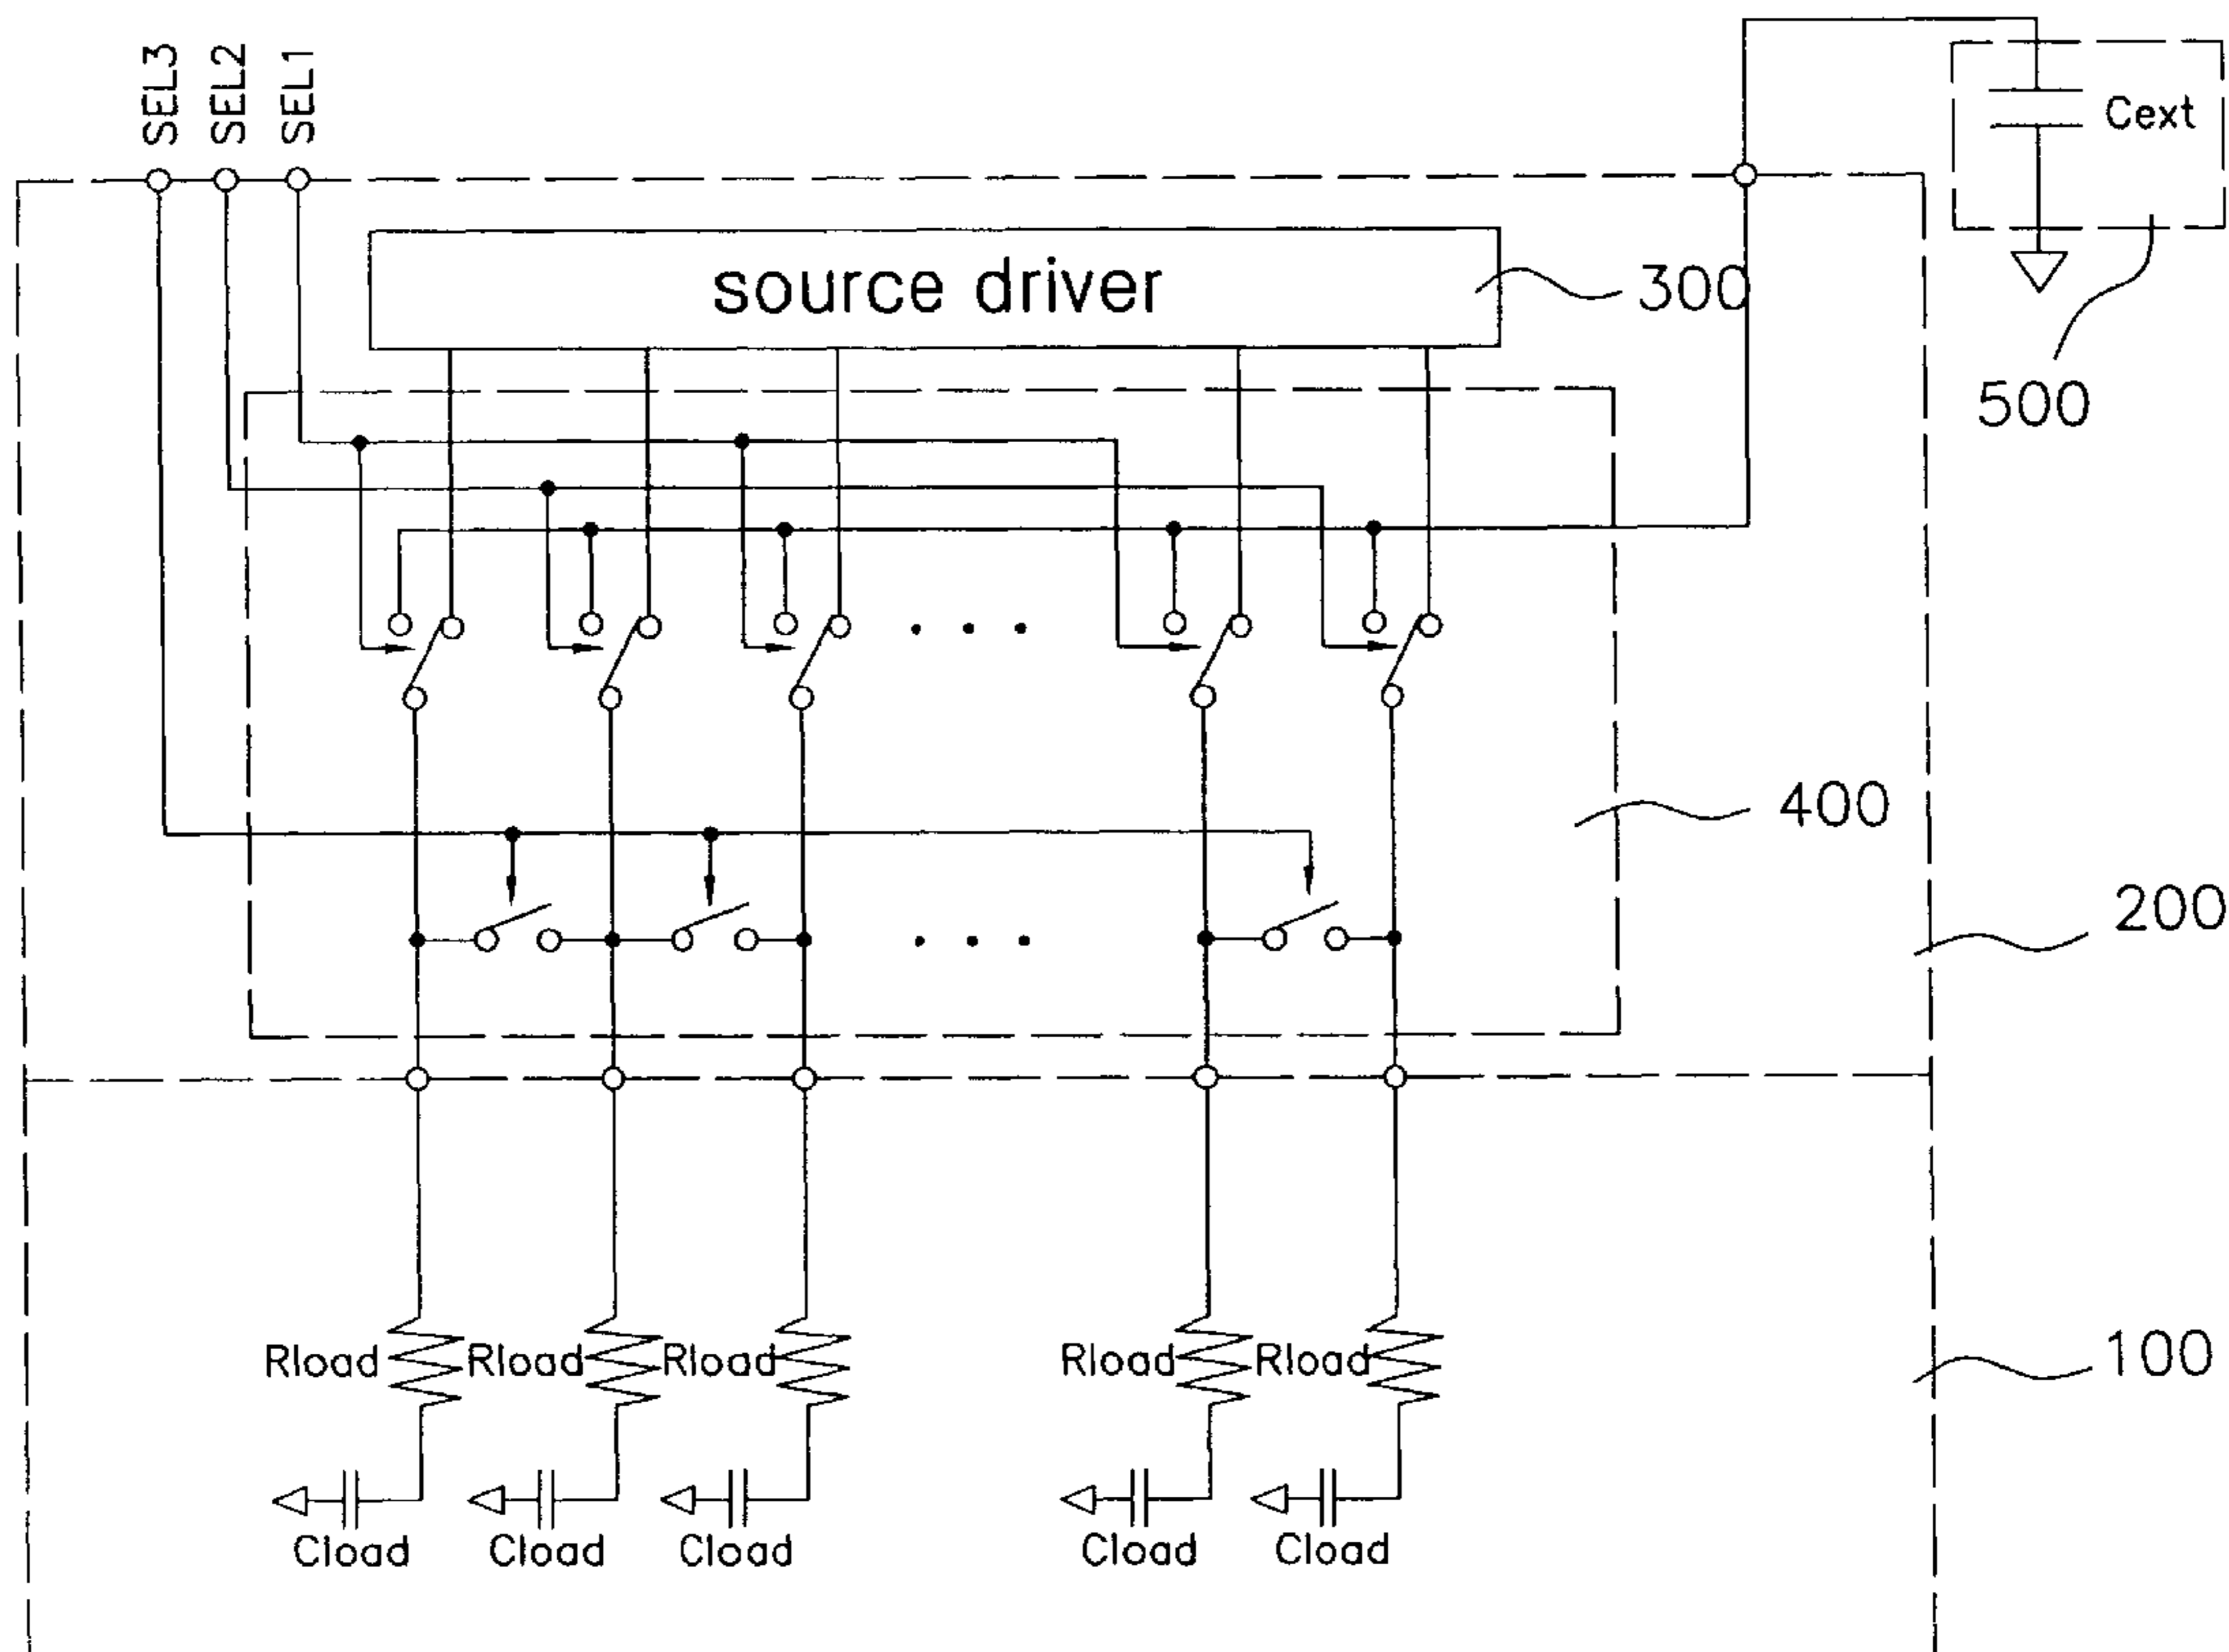 SEL3
SEL2
SEL1
Cext
source driver
300
500
400
200
Rload Rload Rload Rload Rload
100
Cload Cload Cload Cload Cload